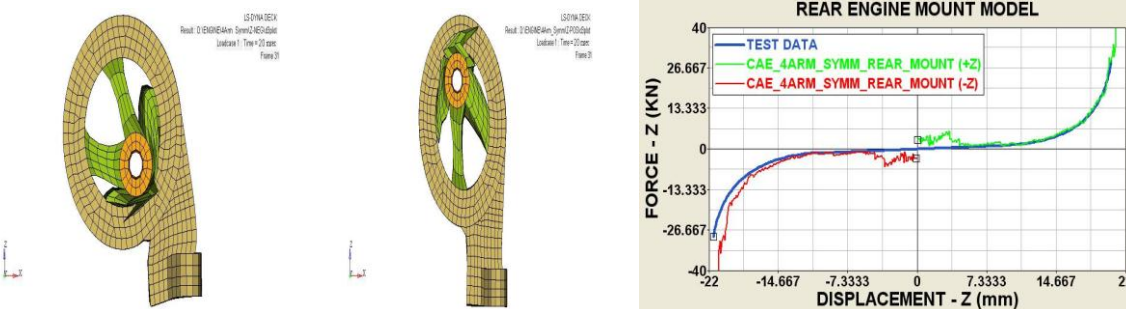 LS-DYNA DECK
Loadcase 1 : Time = 20 msec
Frame 31
LS-DYNA DECK
Loadcase 1 : Time = 20 msec
Frame 31
REAR ENGINE MOUNT MODEL
TEST DATA
CAE_4ARM_SYMM_REAR_MOUNT (+Z)
CAE_4ARM_SYMM_REAR_MOUNT (-Z)
FORCE - Z (KN)
40
26.667
13.333
0
-13.333
-26.667
-40
-22
-14.667
-7.3333
0
7.3333
14.667
DISPLACEMENT - Z (mm)
Z
X
Z
X